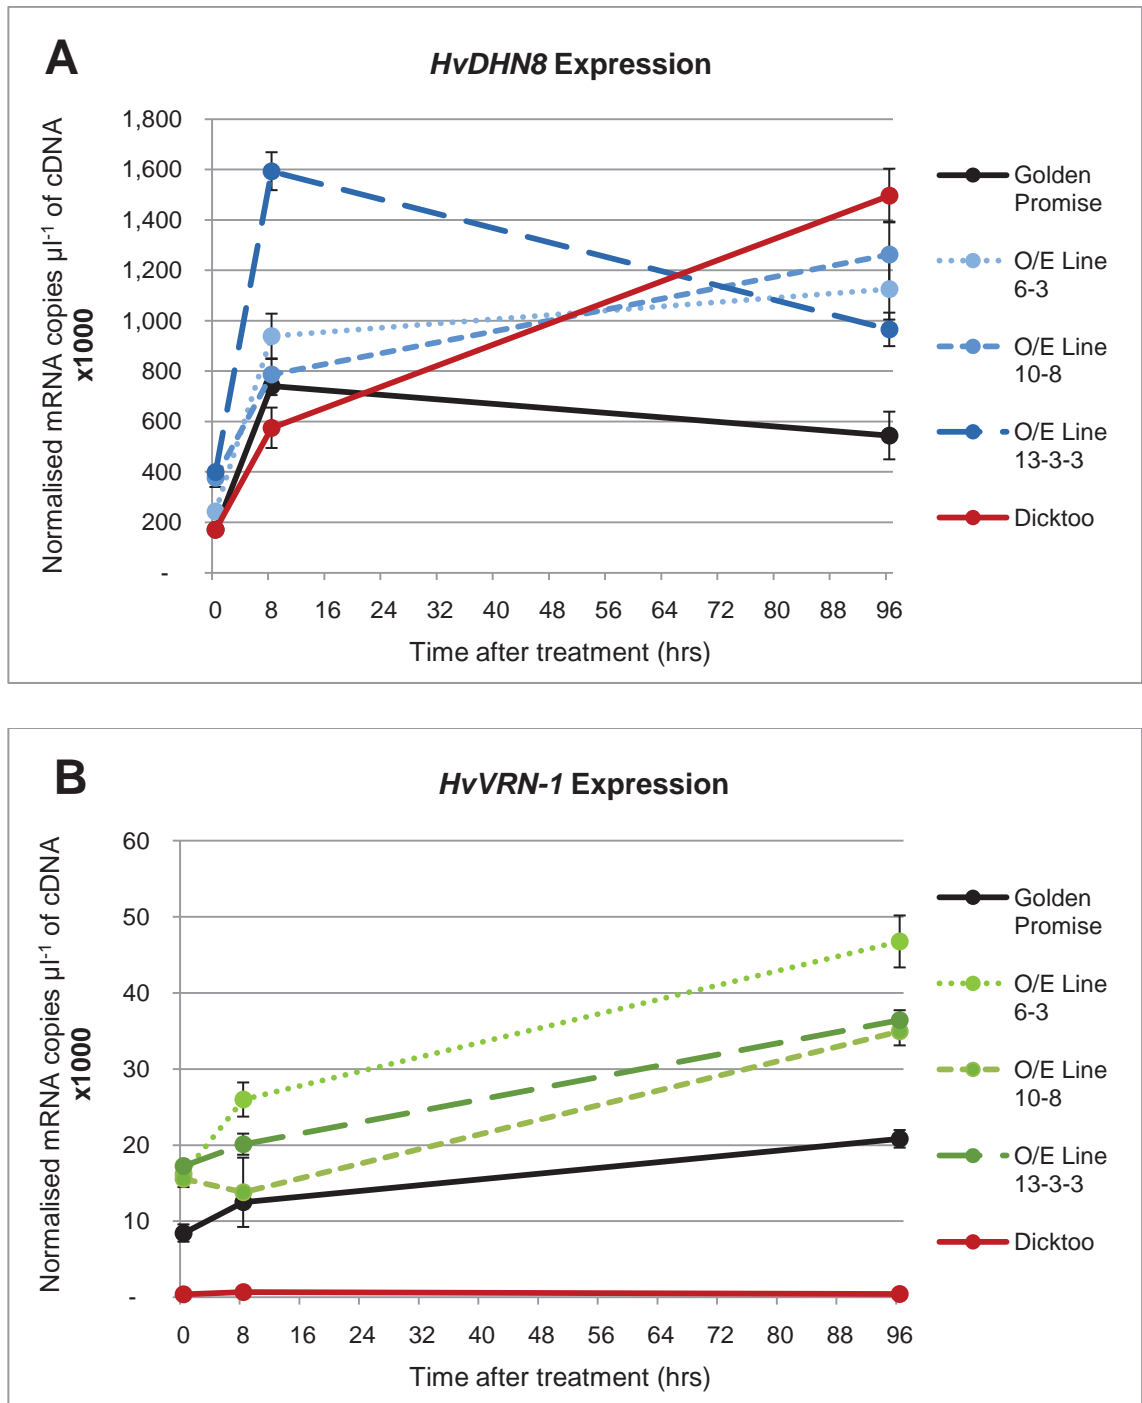 A
HvDHN8 Expression
Normalised mRNA copies µl-1 of cDNA
x1000
1,800
1,600
1,400
1,200
1,000
800
600
400
200
-
0 8 16 24 32 40 48 56 64 72 80 88 96
Time after treatment (hrs)
Golden
Promise
O/E Line
6-3
O/E Line
10-8
O/E Line
13-3-3
Dicktoo
B
HvVRN-1 Expression
Normalised mRNA copies µl-1 of cDNA
x1000
60
50
40
30
20
10
-
0 8 16 24 32 40 48 56 64 72 80 88 96
Time after treatment (hrs)
Golden
Promise
O/E Line
6-3
O/E Line
10-8
O/E Line
13-3-3
Dicktoo